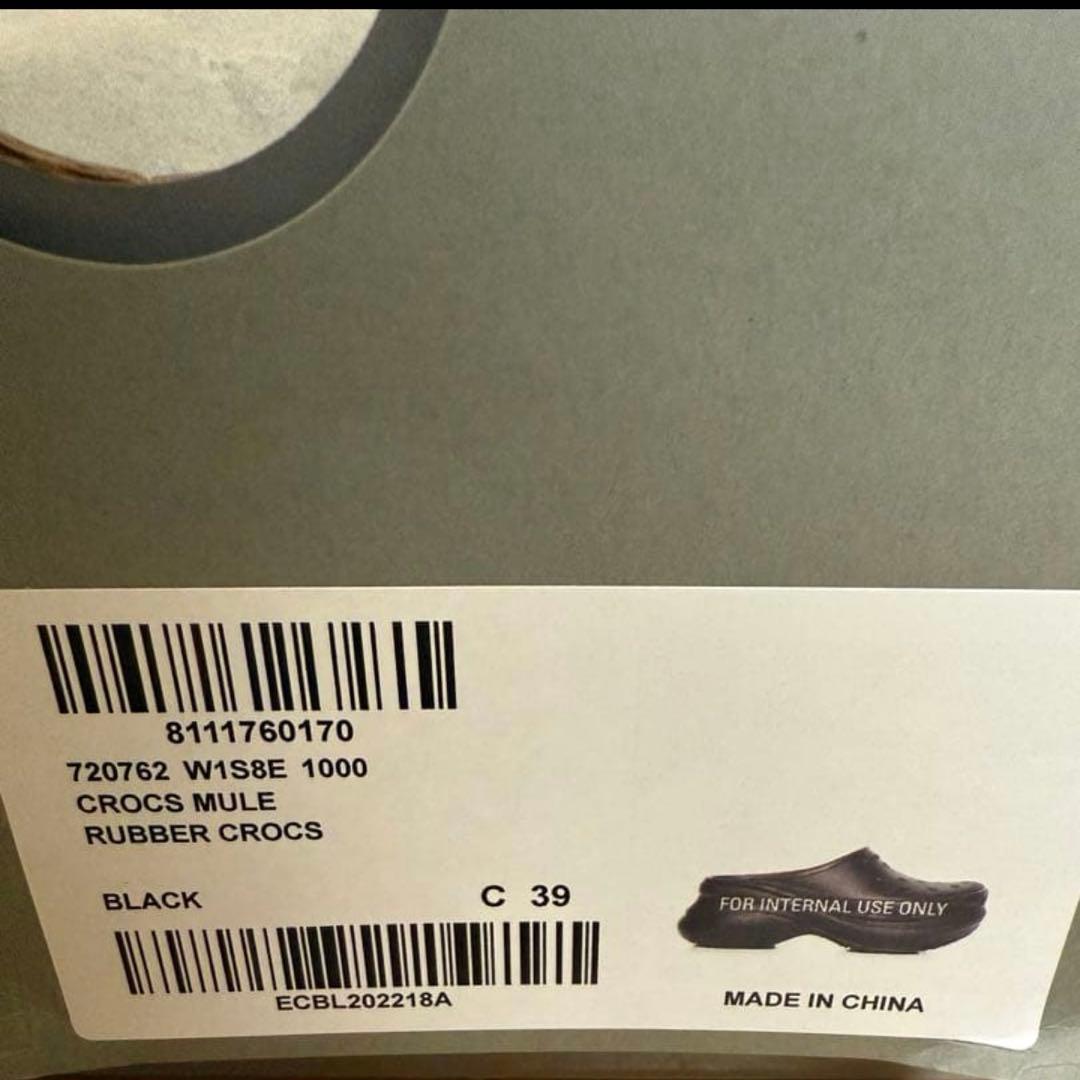 8111760170
720762 W1S8E 1000
CROCS MULE
RUBBER CROCS
BLACK
C 39
FOR INTERNAL USE ONLY
ECBL202218A
MADE IN CHINA